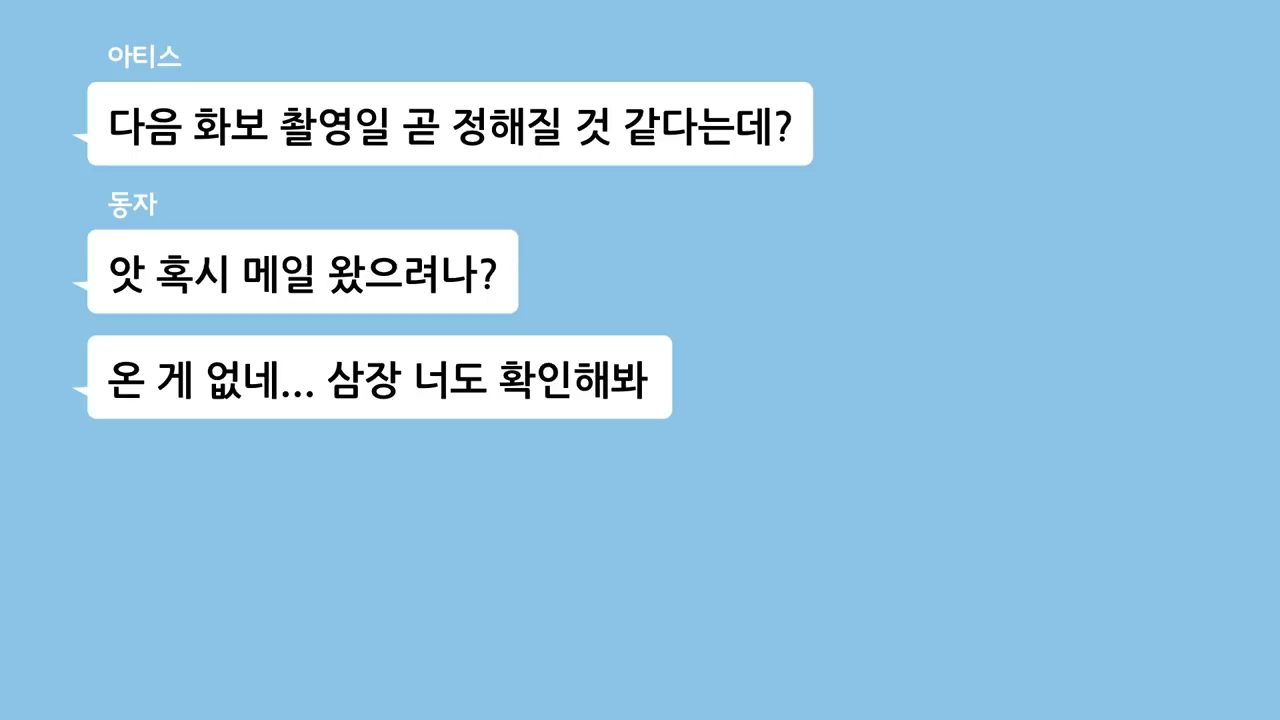 아티스
다음 화보 촬영일 곧 정해질 것 같다는데?
동자
앗 혹시 메일 왔으려나?
온 게 없네... 삼장 너도 확인해봐